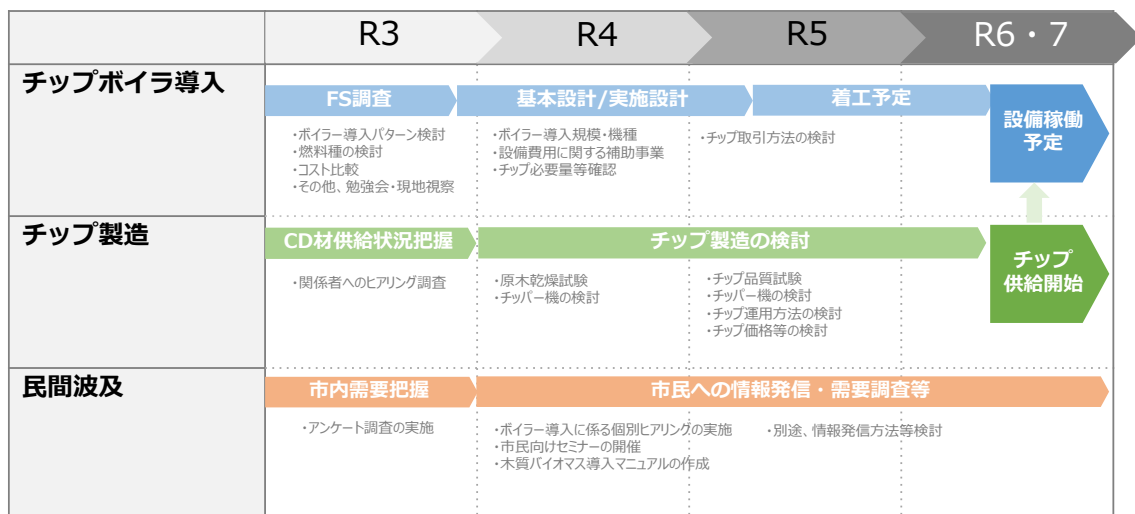 R3
R4
R5
R6・7
チップボイラ導入
FS調査
基本設計/実施設計
着工予定
設備稼働
予定
・ボイラー導入パターン検討
・燃料種の検討
・コスト比較
・その他、勉強会・現地視察
・ボイラー導入規模・機種
・設備費用に関する補助事業
・チップ必要量等確認
・チップ取引方法の検討
チップ製造
CD材供給状況把握
チップ製造の検討
チップ
供給開始
・関係者へのヒアリング調査
・原木乾燥試験
・チッパー機の検討
・チップ品質試験
・チッパー機の検討
・チップ運用方法の検討
・チップ価格等の検討
民間波及
市内需要把握
市民への情報発信・需要調査等
・アンケート調査の実施
・ボイラー導入に係る個別ヒアリングの実施
・市民向けセミナーの開催
・木質バイオマス導入マニュアルの作成
・別途、情報発信方法等検討